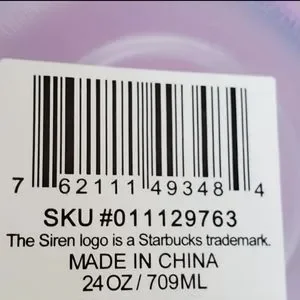 7 62111 49348 4
SKU #011129763
The Siren logo is a Starbucks trademark.
MADE IN CHINA
24 OZ / 709ML